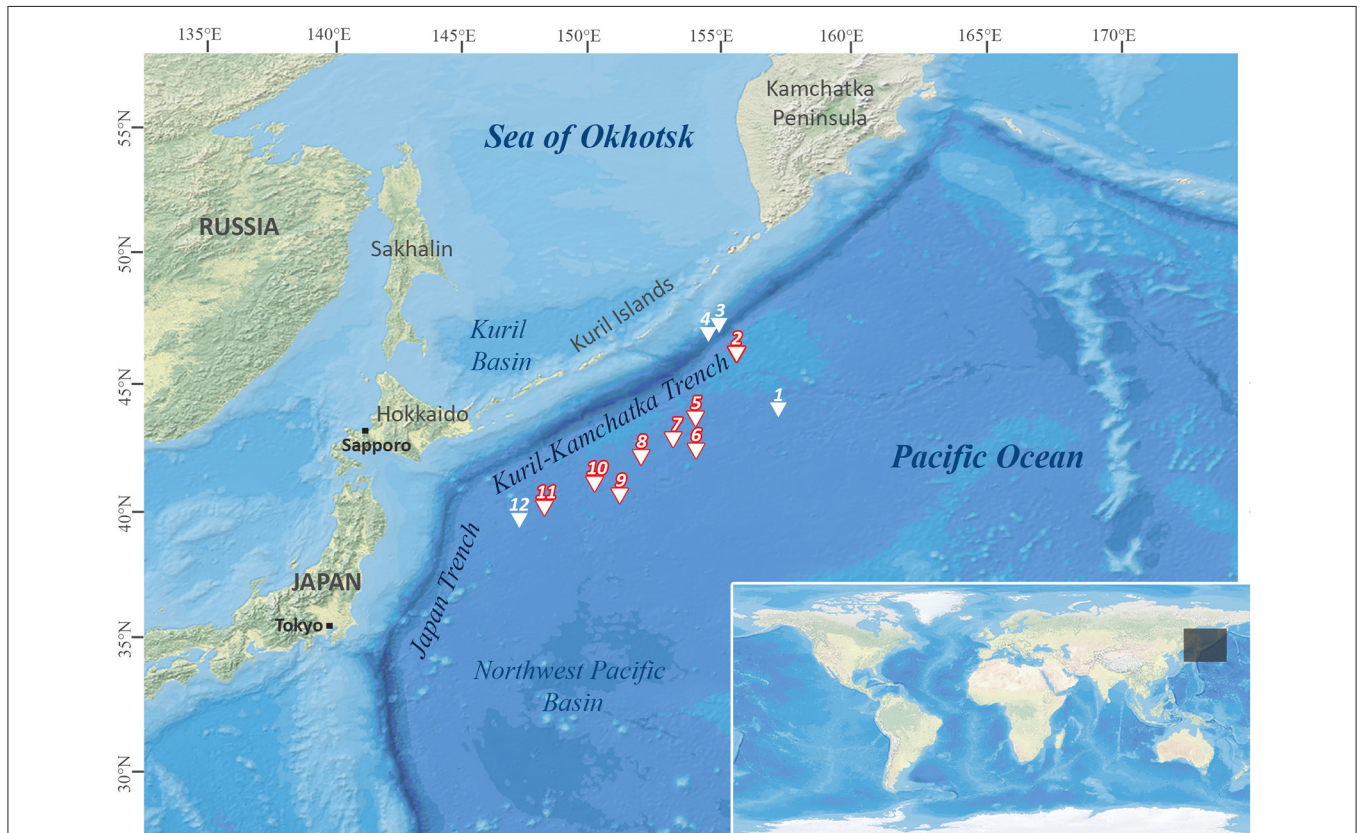 135°E 140°E 145°E 150°E 155°E 160°E 165°E 170°E
55°N
50°N
45°N
40°N
35°N
30°N
Kamchatka
Peninsula
Sea of Okhotsk
RUSSIA
Sakhalin
Kuril Islands
Kuril
Basin
4
3
2
1
Kuril-Kamchatka Trench
Hokkaido
Sapporo
5
7
6
8
10
9
11
12
Pacific Ocean
Japan Trench
JAPAN
Tokyo
Northwest Pacific
Basin